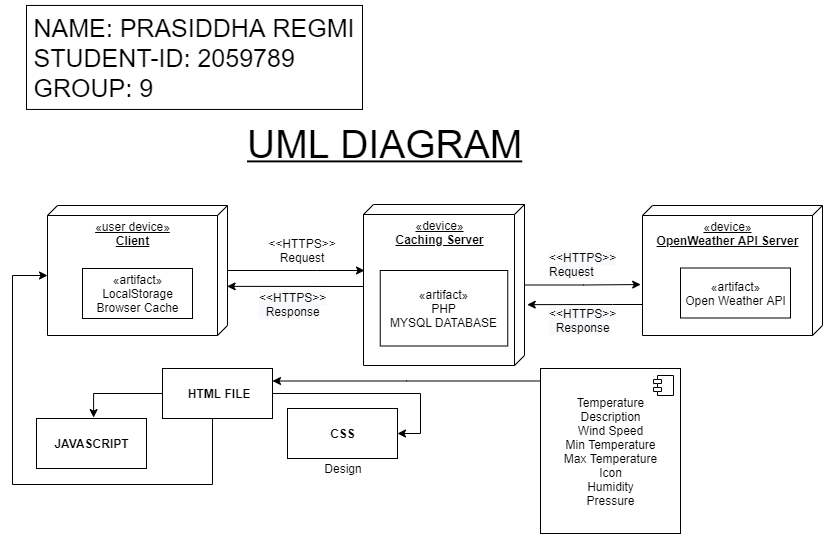 NAME: PRASIDDHA REGMI
STUDENT-ID: 2059789
GROUP: 9
UML DIAGRAM
«user device»
Client
«artifact»
LocalStorage
Browser Cache
<<HTTPS>>
Request
<<HTTPS>>
Response
«device»
Caching Server
«artifact»
PHP
MYSQL DATABASE
<<HTTPS>>
Request
<<HTTPS>>
Response
«device»
OpenWeather API Server
«artifact»
Open Weather API
HTML FILE
JAVASCRIPT
CSS
Design
Temperature
Description
Wind Speed
Min Temperature
Max Temperature
Icon
Humidity
Pressure